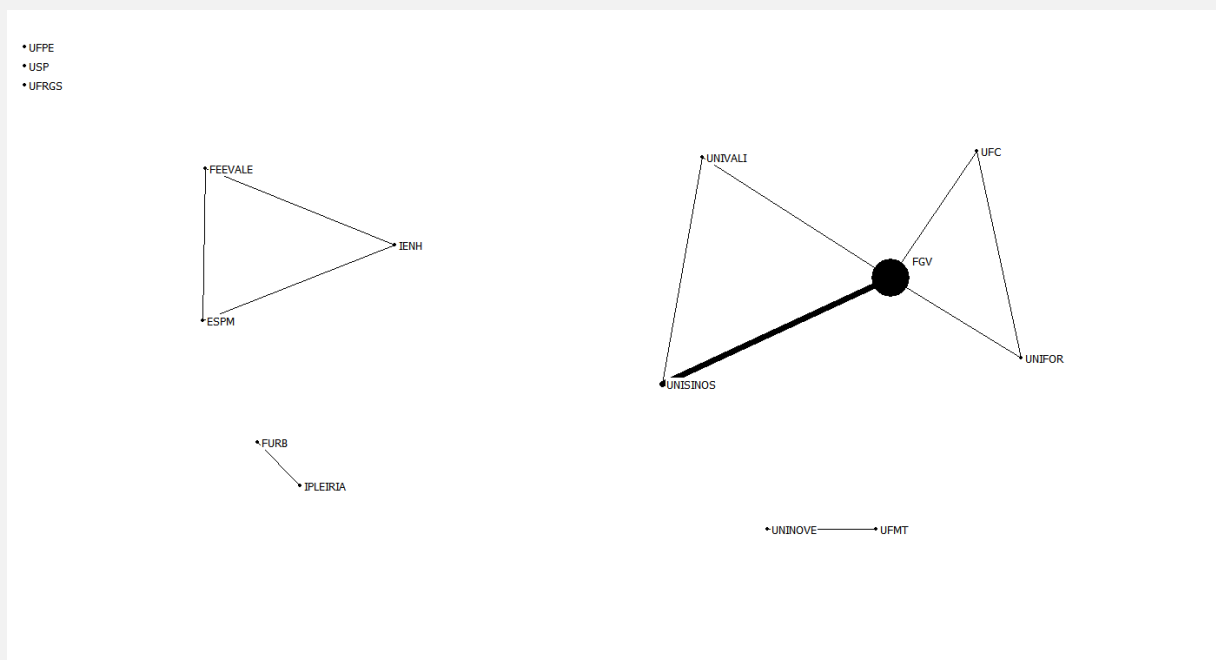 UFPE
USP
UFRGS
UFC
UNIVALI
FEEVALE
IENH
FGV
ESPM
UNIFOR
UNISINOS
FURB
IPLEIRIA
UNINOVE
UFMT